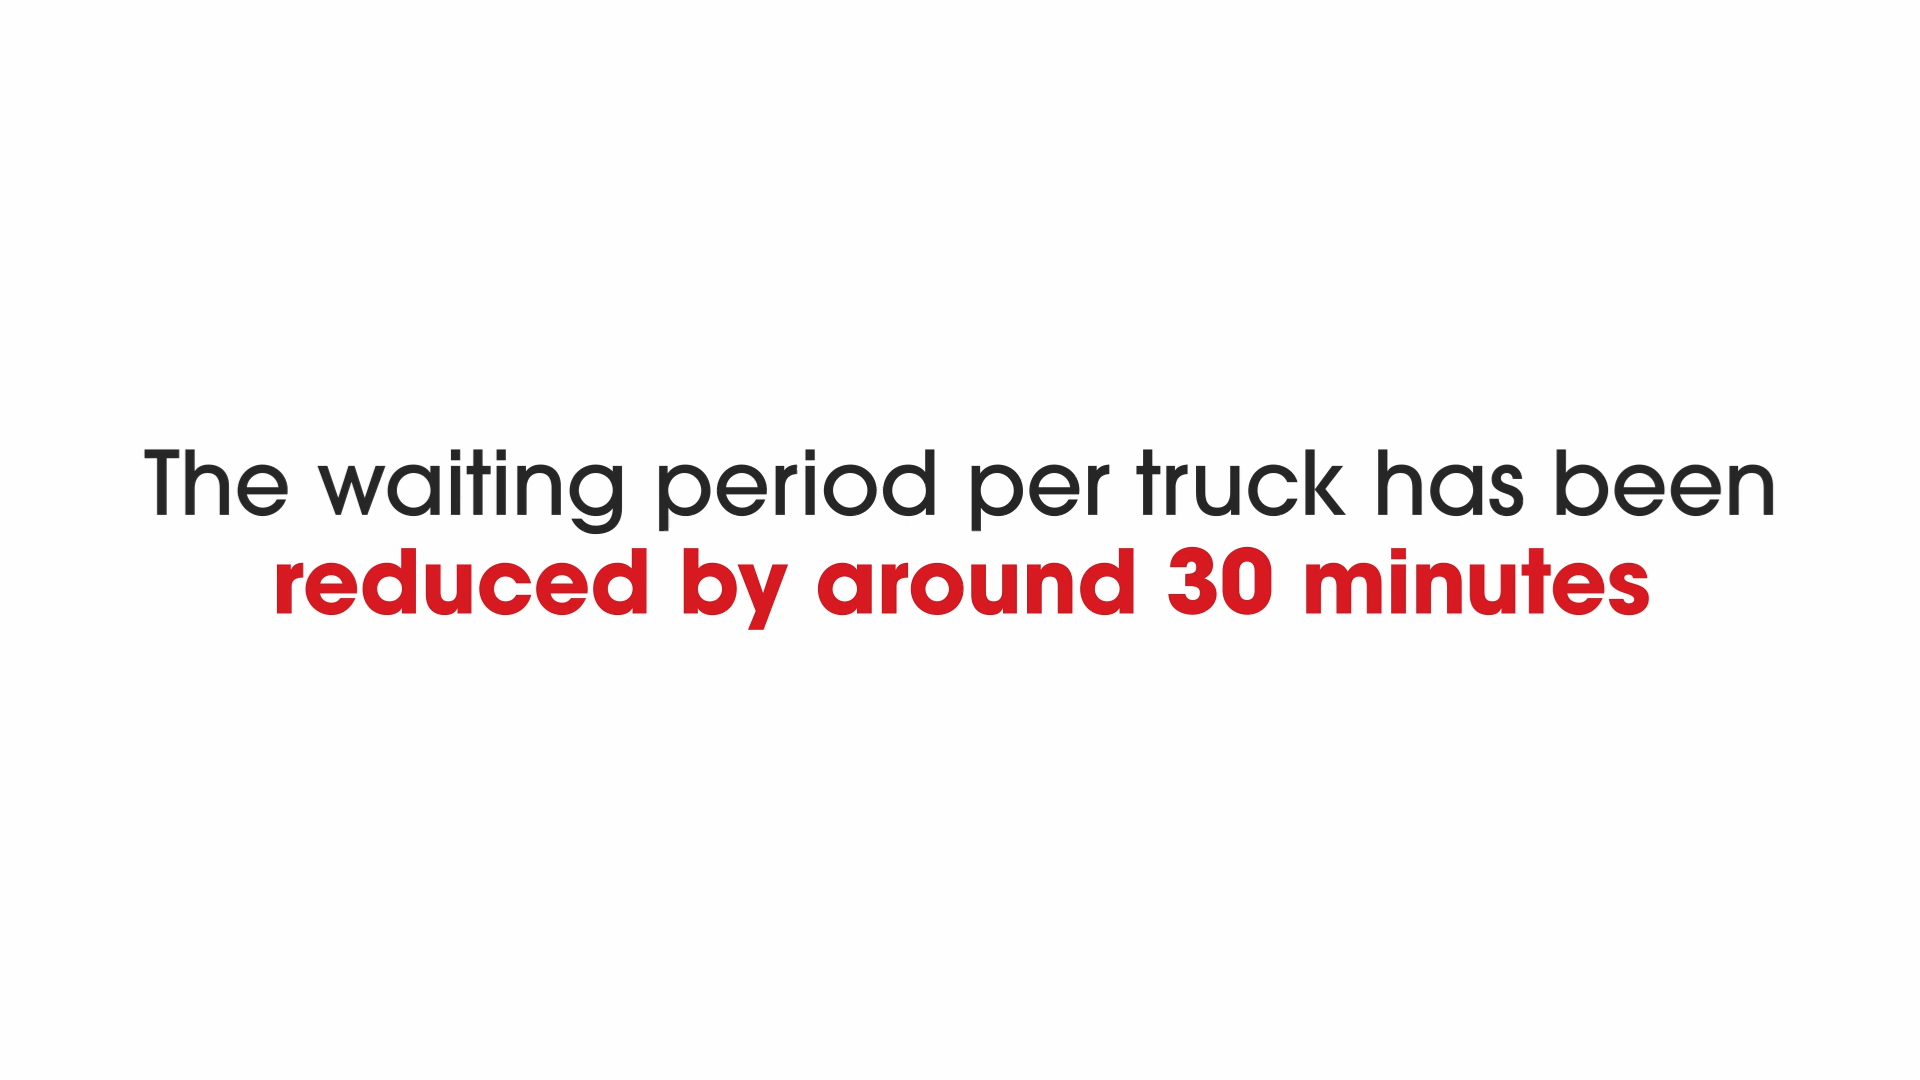 The waiting period per truck has been
reduced by around 30 minutes